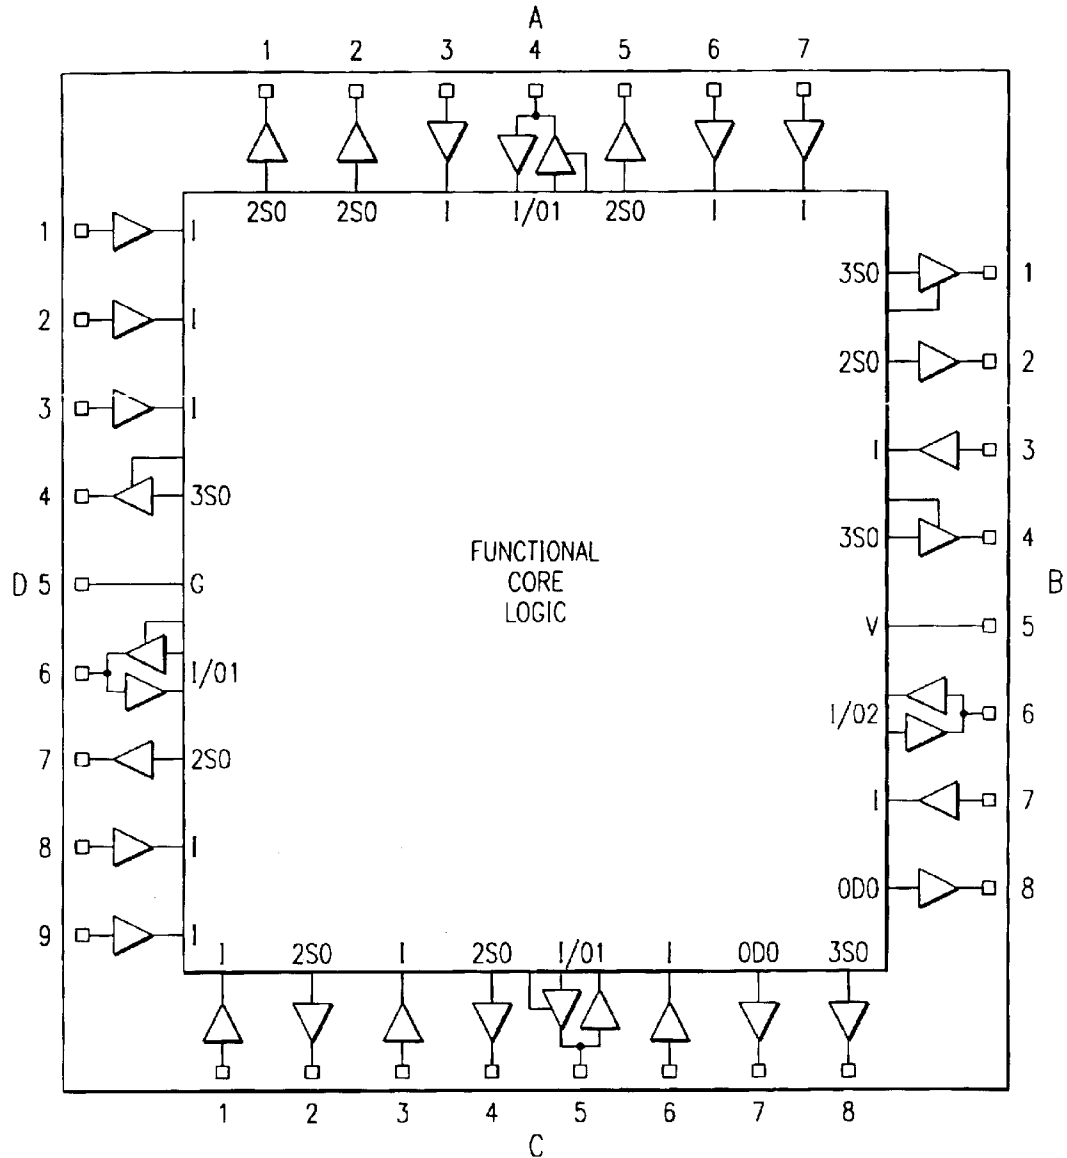 A
1 2 3 4 5 6 7
2SO 2SO I I/O1 2SO I I
1 I
3SO 1
2 I
2SO 2
3 I
I 3
4 3SO
3SO 4
FUNCTIONAL
CORE
LOGIC
D 5 G
B
V 5
6 I/O1
I/O2 6
7 2SO
I 7
8 I
ODO 8
9 I
I 2SO I 2SO I/O1 I ODO 3SO
1 2 3 4 5 6 7 8
C